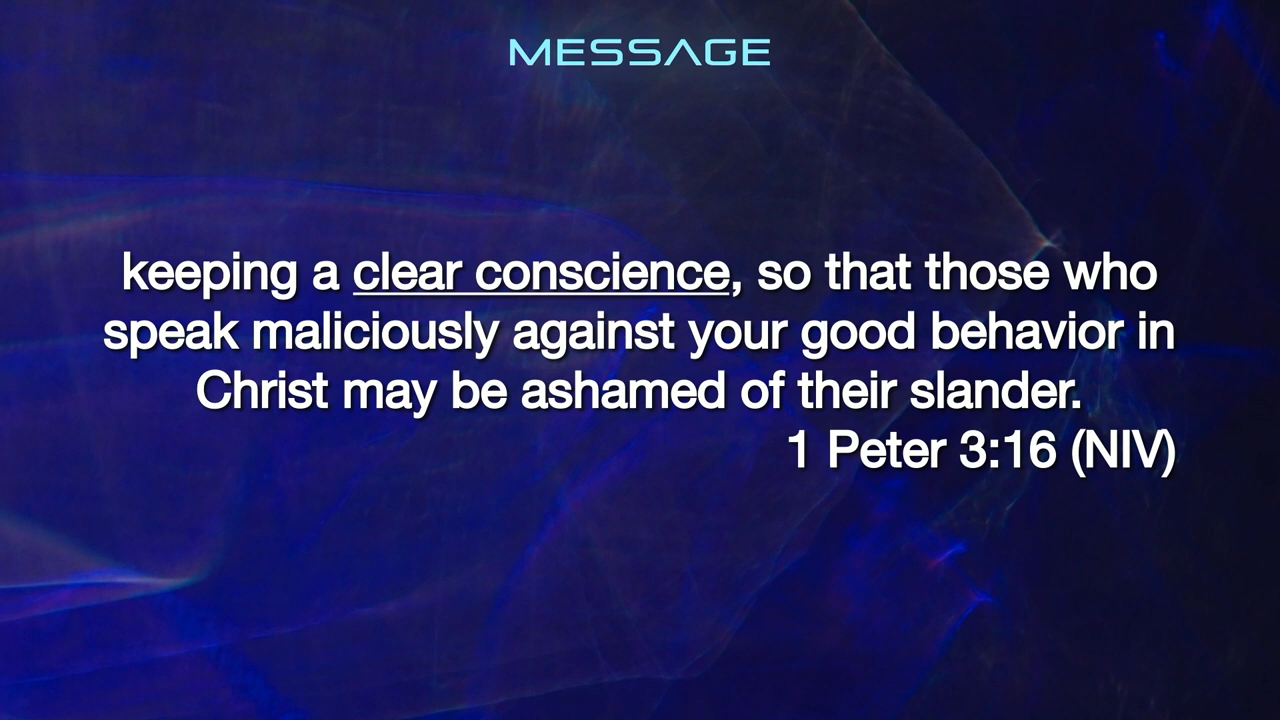 MESSAGE
keeping a clear conscience, so that those who
speak maliciously against your good behavior in
Christ may be ashamed of their slander.
1 Peter 3:16 (NIV)